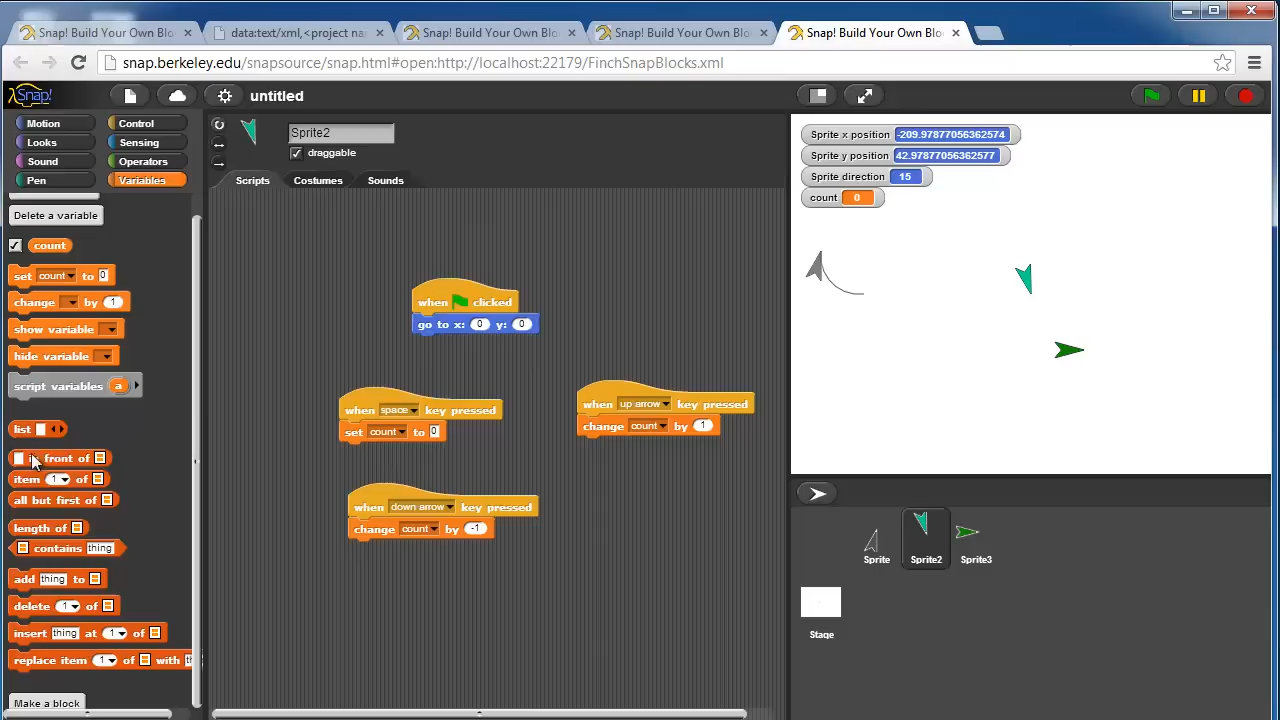 Snap! Build Your Own Blo
data:text/xml,<project na
Snap! Build Your Own Blo
Snap! Build Your Own Blo
Snap! Build Your Own Blo
snap.berkeley.edu/snapsource/snap.html#open:http://localhost:22179/FinchSnapBlocks.xml
Snap!
untitled
Motion
Control
Looks
Sensing
Sound
Operators
Pen
Variables
Delete a variable
count
set count to 0
change by 1
show variable
hide variable
script variables a
list
in front of
item 1 of
all but first of
length of
contains thing
add thing to
delete 1 of
insert thing at 1 of
replace item 1 of with th
Make a block
Sprite2
draggable
Scripts
Costumes
Sounds
when clicked
go to x: 0 y: 0
when space key pressed
set count to 0
when up arrow key pressed
change count by 1
when down arrow key pressed
change count by -1
Sprite x position -209.97877056362574
Sprite y position 42.97877056362577
Sprite direction 15
count 0
Sprite
Sprite2
Sprite3
Stage